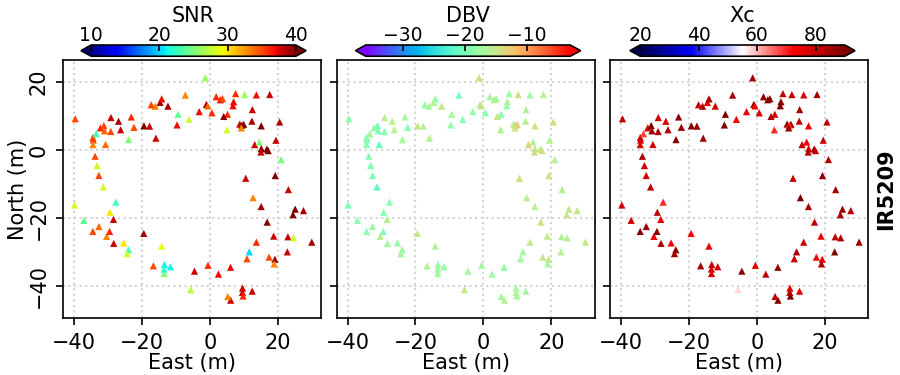 SNR DBV Xc
10 20 30 40 −30 −20 −10 20 40 60 80
20
0
−20
−40
North (m)
−40 −20 0 20 −40 −20 0 20 −40 −20 0 20
East (m) East (m) East (m)
IR5209